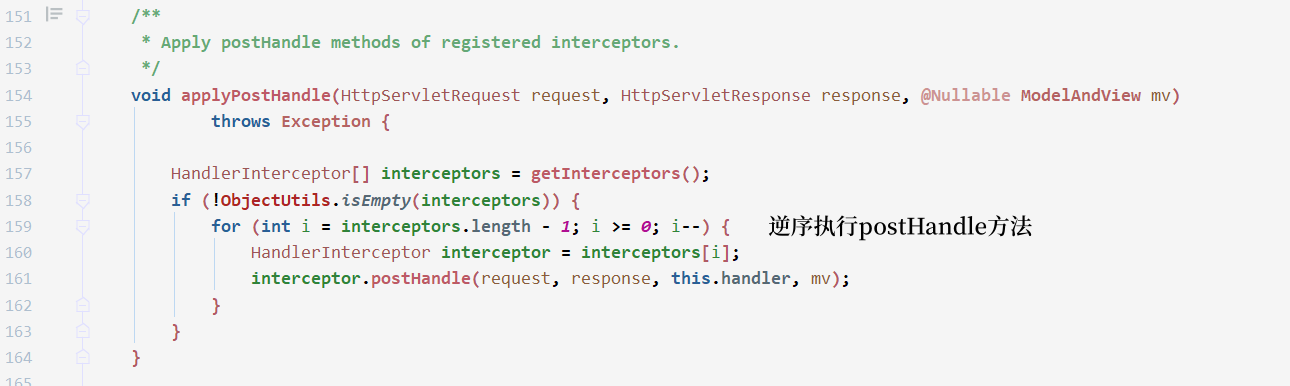 151 /**
152 * Apply postHandle methods of registered interceptors.
153 */
154 void applyPostHandle(HttpServletRequest request, HttpServletResponse response, @Nullable ModelAndView mv)
155 throws Exception {
156
157 HandlerInterceptor[] interceptors = getInterceptors();
158 if (!ObjectUtils.isEmpty(interceptors)) {
159 for (int i = interceptors.length - 1; i >= 0; i--) { 逆序执行postHandle方法
160 HandlerInterceptor interceptor = interceptors[i];
161 interceptor.postHandle(request, response, this.handler, mv);
162 }
163 }
164 }
165